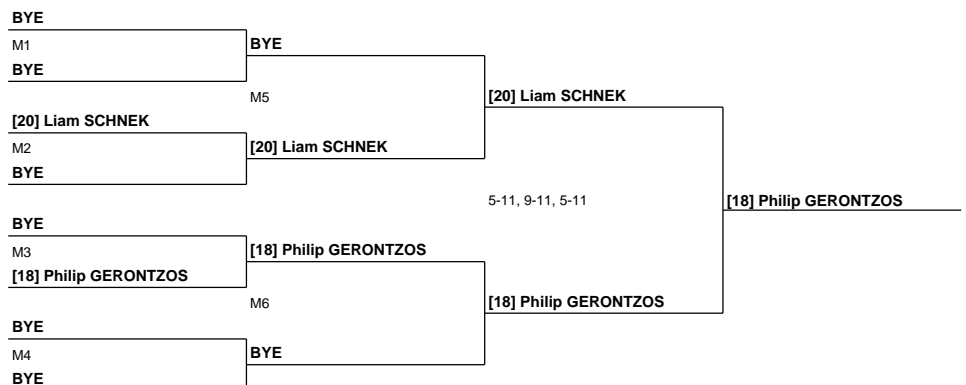 BYE
M1
BYE
BYE
M5
[20] Liam SCHNEK
[20] Liam SCHNEK
M2
[20] Liam SCHNEK
BYE
5-11, 9-11, 5-11
[18] Philip GERONTZOS
BYE
M3
[18] Philip GERONTZOS
[18] Philip GERONTZOS
M6
[18] Philip GERONTZOS
BYE
M4
BYE
BYE